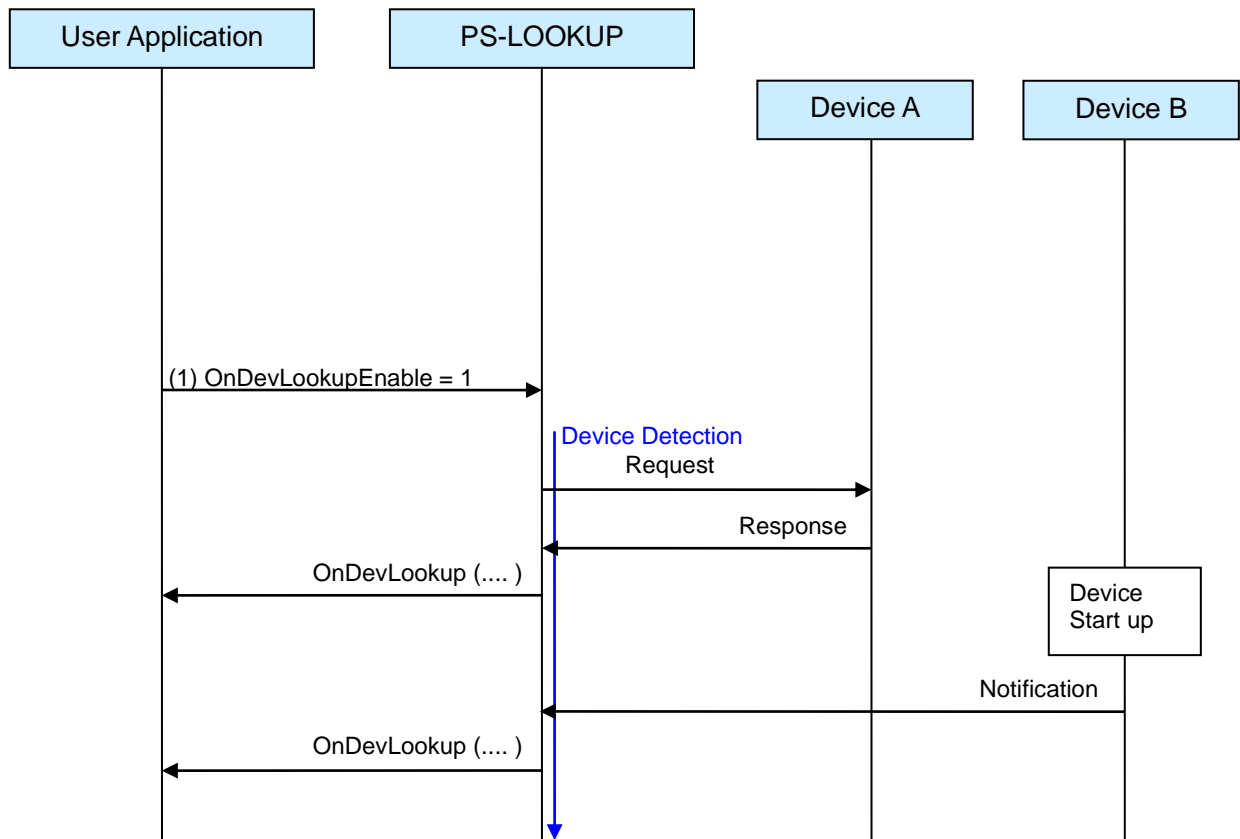 User Application
PS-LOOKUP
Device A
Device B
(1) OnDevLookupEnable = 1
Device Detection
Request
Response
OnDevLookup (.... )
Device
Start up
Notification
OnDevLookup (.... )